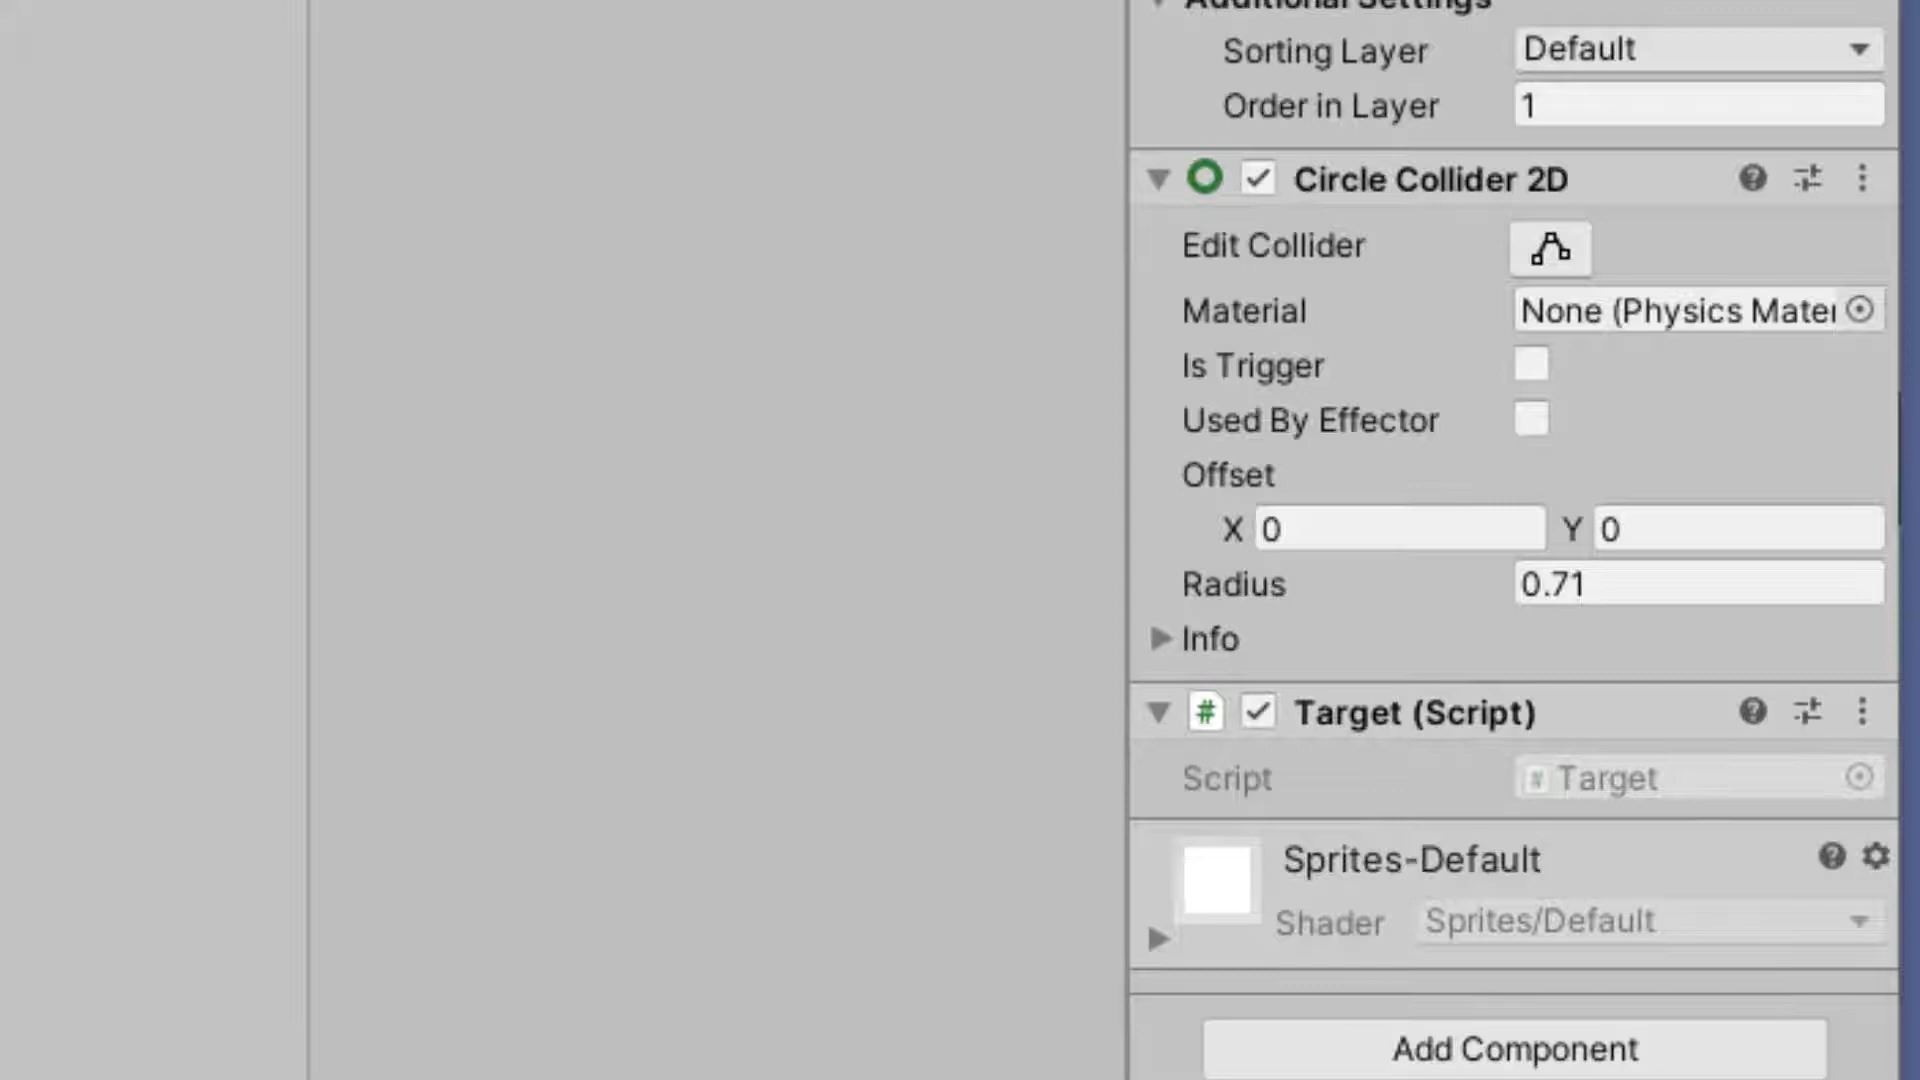 Additional Settings
Sorting Layer Default
Order in Layer 1
Circle Collider 2D
Edit Collider
Material None (Physics Mater
Is Trigger
Used By Effector
Offset
X 0 Y 0
Radius 0.71
Info
# Target (Script)
Script # Target
Sprites-Default
Shader Sprites/Default
Add Component